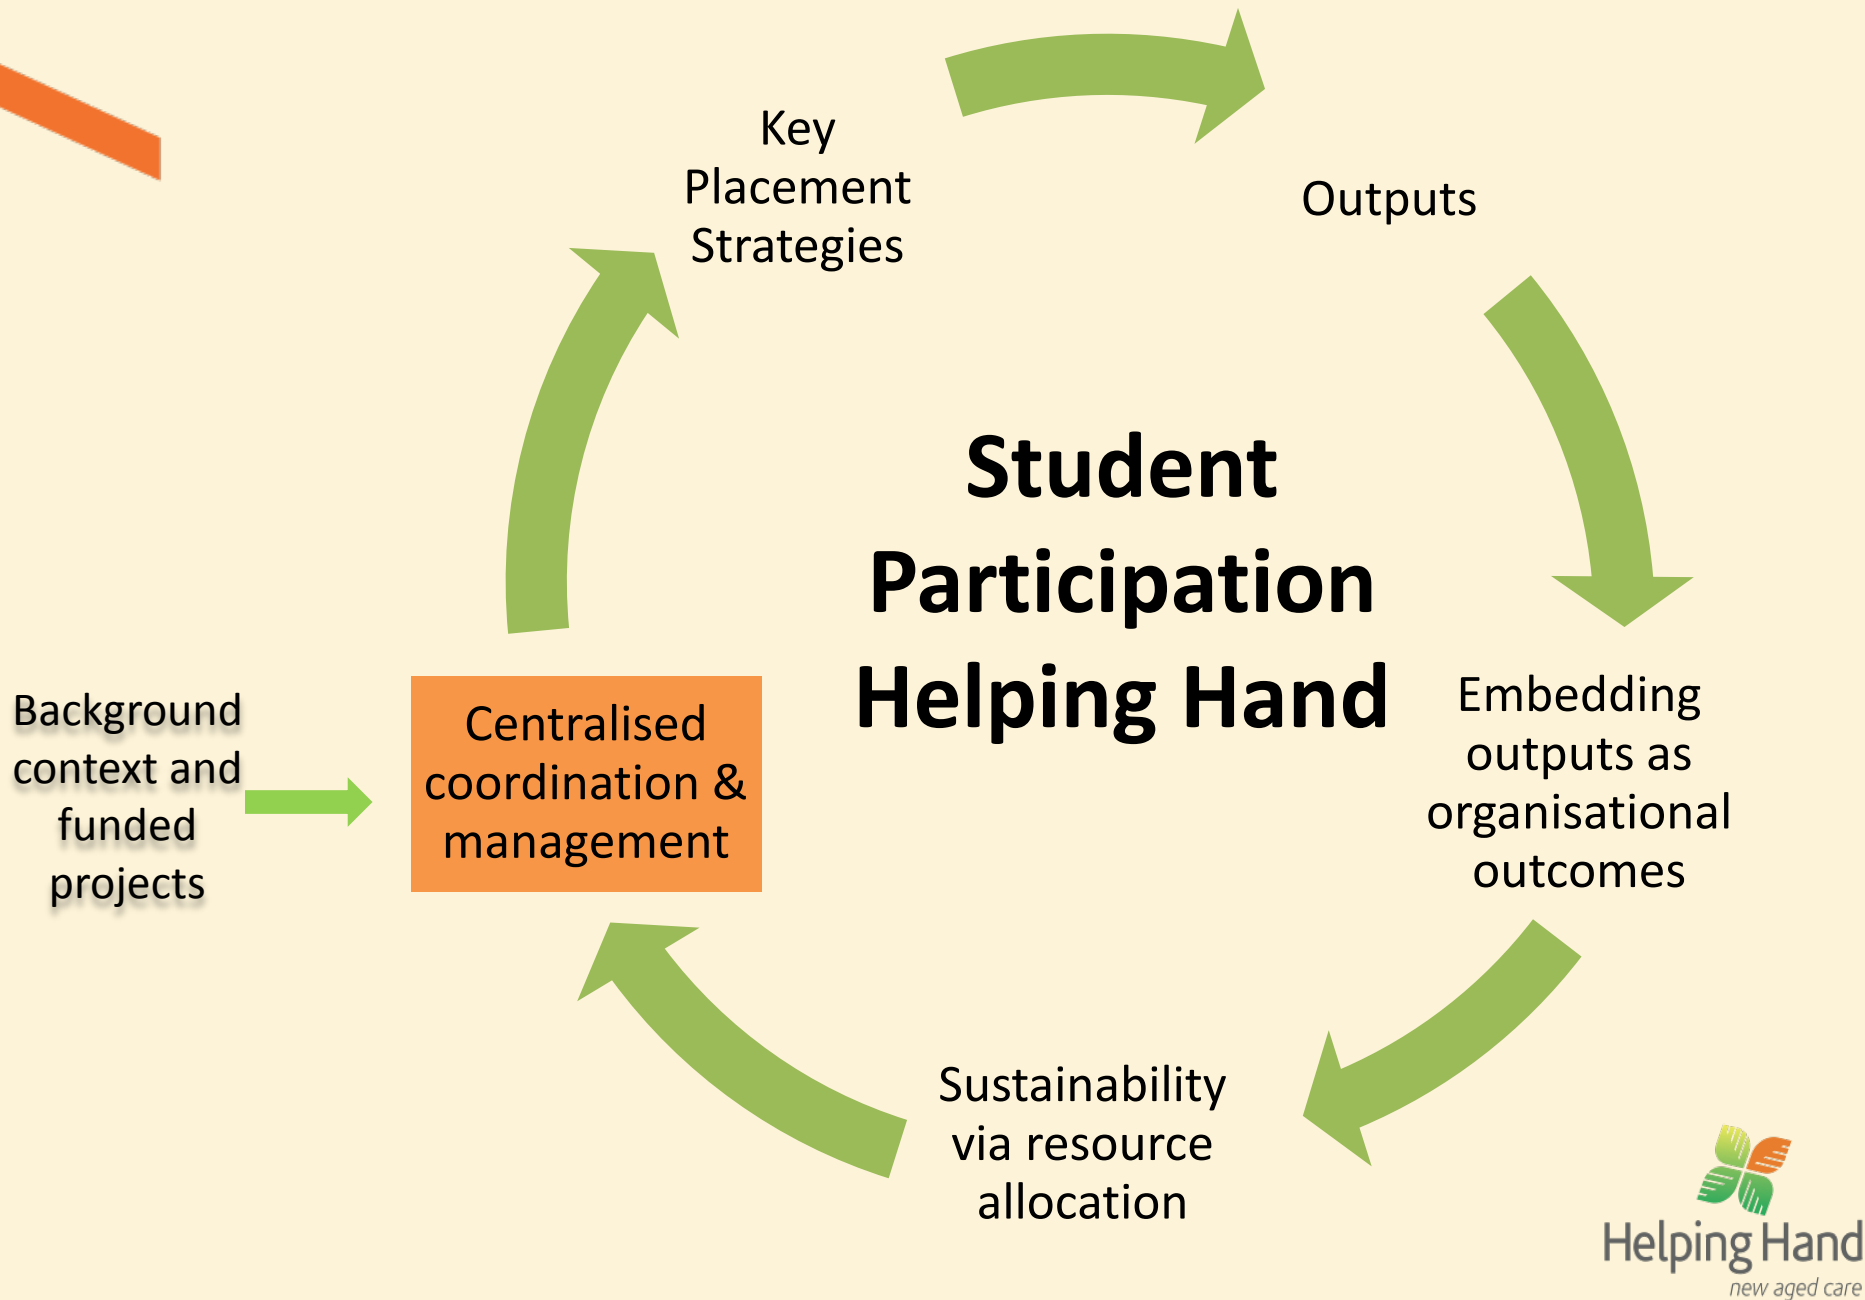 Key
Placement
Strategies
Outputs
Student
Participation
Helping Hand
Background
context and
funded
projects
Centralised
coordination &
management
Embedding
outputs as
organisational
outcomes
Sustainability
via resource
allocation
Helping Hand
new aged care